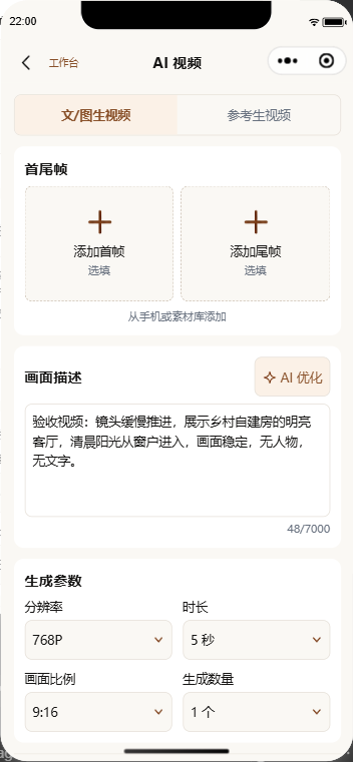 22:00
工作台
AI 视频
文/图生视频
参考生视频
首尾帧
添加首帧
选填
添加尾帧
选填
从手机或素材库添加
画面描述
AI 优化
验收视频：镜头缓慢推进，展示乡村自建房的明亮
客厅，清晨阳光从窗户进入，画面稳定，无人物，
无文字。
48/7000
生成参数
分辨率
时长
768P
5 秒
画面比例
生成数量
9:16
1 个